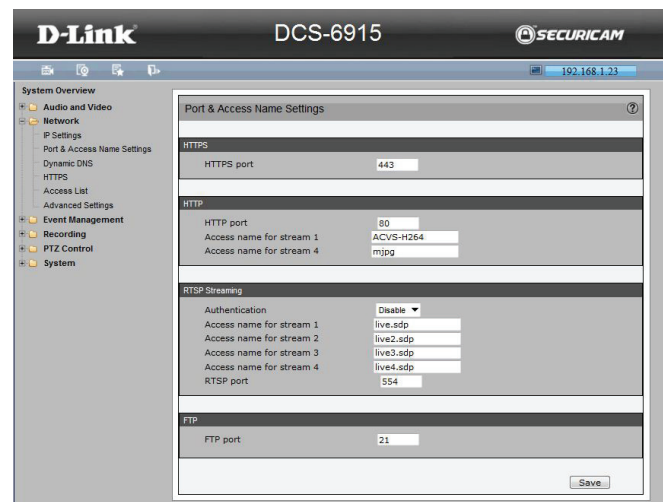 D-Link
DCS-6915
SECURICAM
192.168.1.23
System Overview
Audio and Video
Network
IP Settings
Port & Access Name Settings
Dynamic DNS
HTTPS
Access List
Advanced Settings
Event Management
Recording
PTZ Control
System
Port & Access Name Settings
?
HTTPS
HTTPS port 443
HTTP
HTTP port 80
Access name for stream 1 ACVS-H264
Access name for stream 4 mjpg
RTSP Streaming
Authentication Disable
Access name for stream 1 live.sdp
Access name for stream 2 live2.sdp
Access name for stream 3 live3.sdp
Access name for stream 4 live4.sdp
RTSP port 554
FTP
FTP port 21
Save